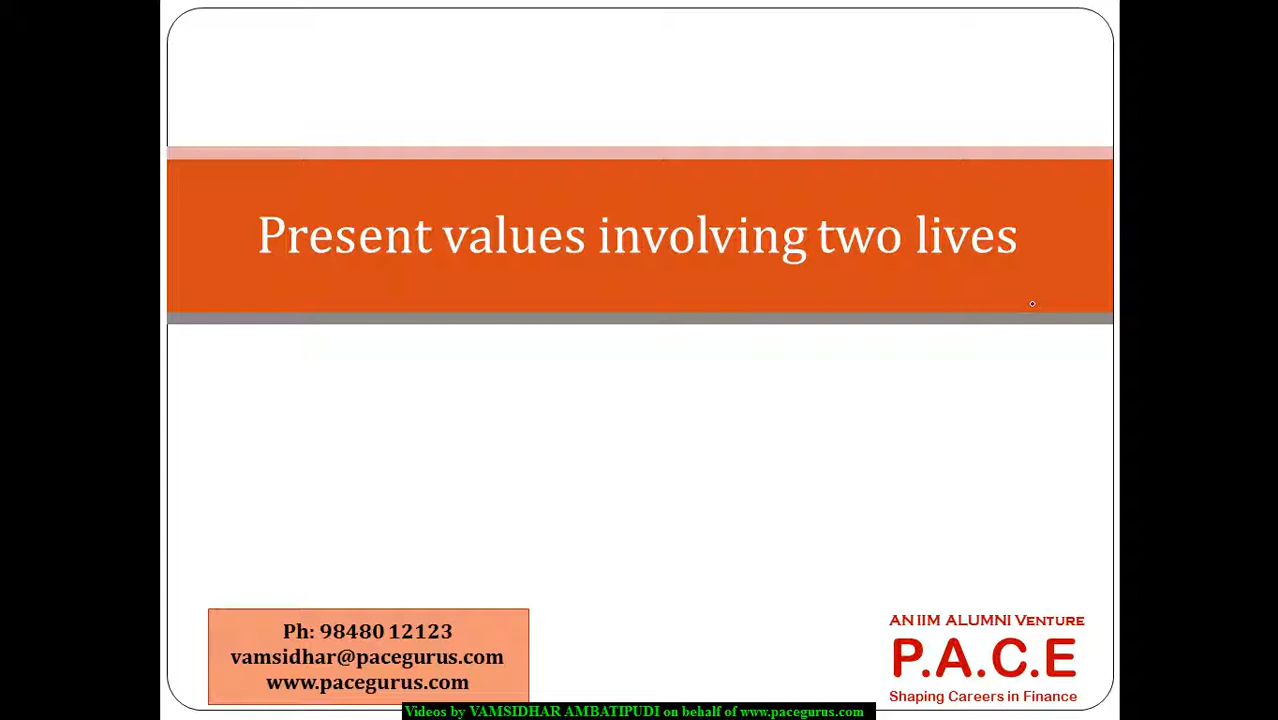 Present values involving two lives
Ph: 98480 12123
vamsidhar@pacegurus.com
www.pacegurus.com
AN IIM ALUMNI VENTURE
P.A.C.E
Shaping Careers in Finance
Videos by VAMSIDHAR AMBATIPUDI on behalf of www.pacegurus.com